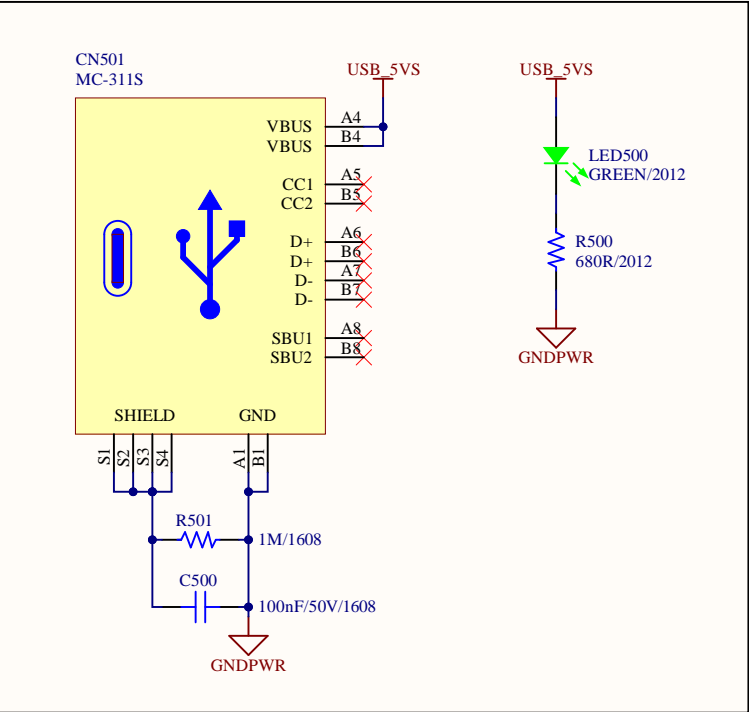 CN501
MC-311S
USB_5VS
USB_5VS
VBUS A4
VBUS B4
CC1 A5
CC2 B5
D+ A6
D+ B6
D- A7
D- B7
SBU1 A8
SBU2 B8
LED500
GREEN/2012
R500
680R/2012
GNDPWR
SHIELD GND
S1 S2 S3 S4 A1 B1
R501
1M/1608
C500
100nF/50V/1608
GNDPWR